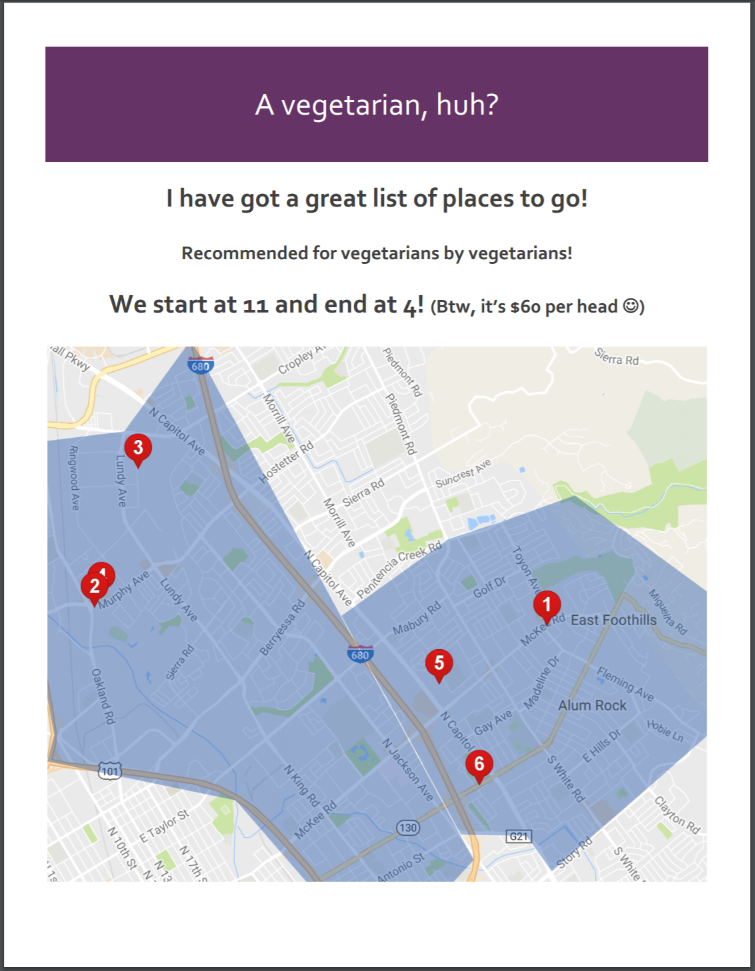 A vegetarian, huh?
I have got a great list of places to go!
Recommended for vegetarians by vegetarians!
We start at 11 and end at 4! (Btw, it's $60 per head ☺)
all Pkwy
680
Cropley A
Piedmont Rd
Sierra Rd
N Capitol Ave
Morrill Ave
Piedmont Rd
3
Hostetter Rd
Ringwood Ave
Lundy Ave
Suncrest Ave
Sierra Rd
Morrill Ave
Penitencia Creek Rd
N Capitol Ave
Toyon Ave
4
2
Murphy Ave
Lundy Ave
Golf Dr
1
Miguelita Rd
Mabury Rd
McKee Rd
East Foothills
Berryessa Rd
680
5
Sierra Rd
Oakland Rd
Madeline Dr
Fleming Ave
Alum Rock
N Capitol
Gay Ave
Hobie Ln
E Hills Dr
6
N Jackson Ave
S White Rd
101
N King Rd
McKee Rd
Clayton Rd
E Taylor St
130
G21
N 10th St
N 17th S
N 13
Story Rd
S White
Antonio St